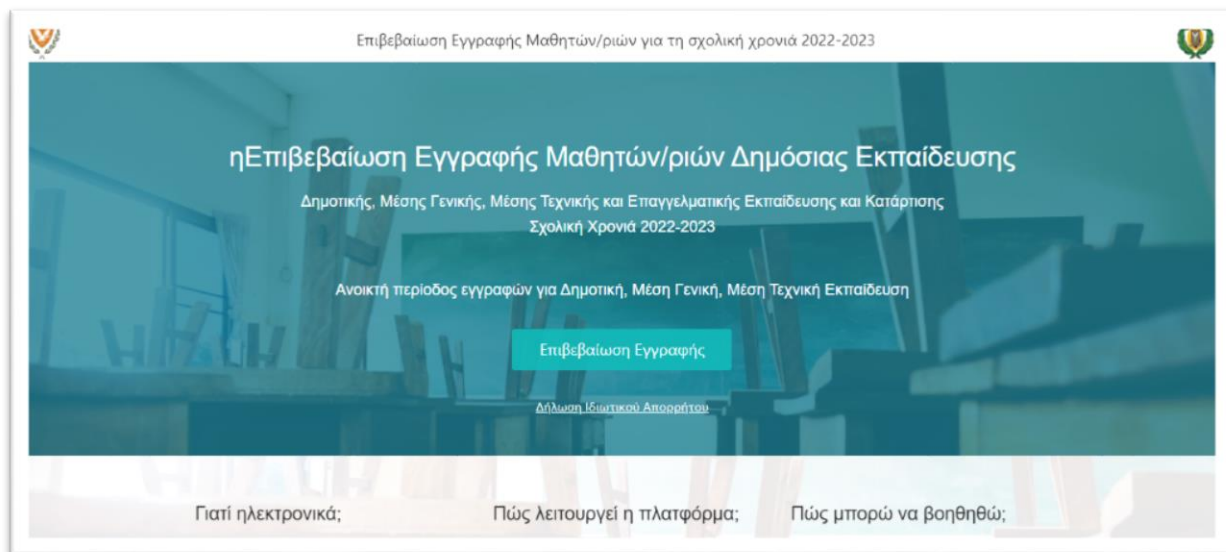 Επιβεβαίωση Εγγραφής Μαθητών/ριών για τη σχολική χρονιά 2022-2023
ηΕπιβεβαίωση Εγγραφής Μαθητών/ριών Δημόσιας Εκπαίδευσης
Δημοτικής, Μέσης Γενικής, Μέσης Τεχνικής και Επαγγελματικής Εκπαίδευσης και Κατάρτισης
Σχολική Χρονιά 2022-2023
Ανοικτή περίοδος εγγραφών για Δημοτική, Μέση Γενική, Μέση Τεχνική Εκπαίδευση
Επιβεβαίωση Εγγραφής
Δήλωση Ιδιωτικού Απορρήτου
Γιατί ηλεκτρονικά; Πώς λειτουργεί η πλατφόρμα; Πώς μπορώ να βοηθηθώ;